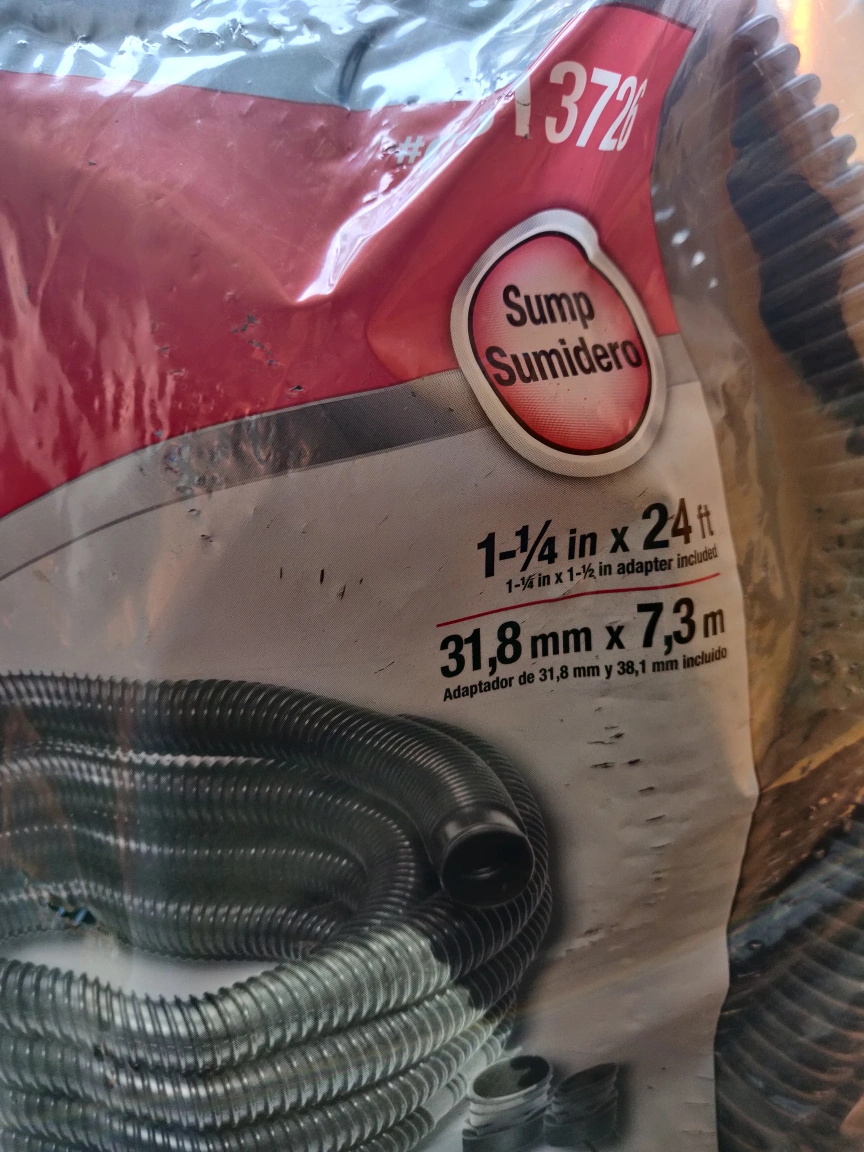 3726
Sump
Sumidero
1-¼ in x 24 ft
1-¼ in x 1-½ in adapter included
31,8 mm x 7,3 m
Adaptador de 31,8 mm y 38,1 mm incluido